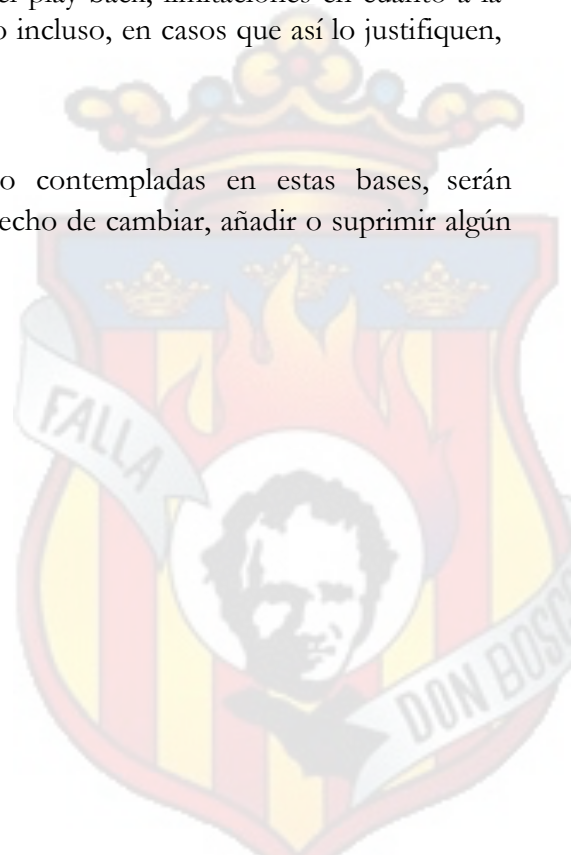 el play-back, limitaciones en cuanto a la
o incluso, en casos que así lo justifiquen,
o contempladas en estas bases, serán
echo de cambiar, añadir o suprimir algún
FALLA
DON BOSCO